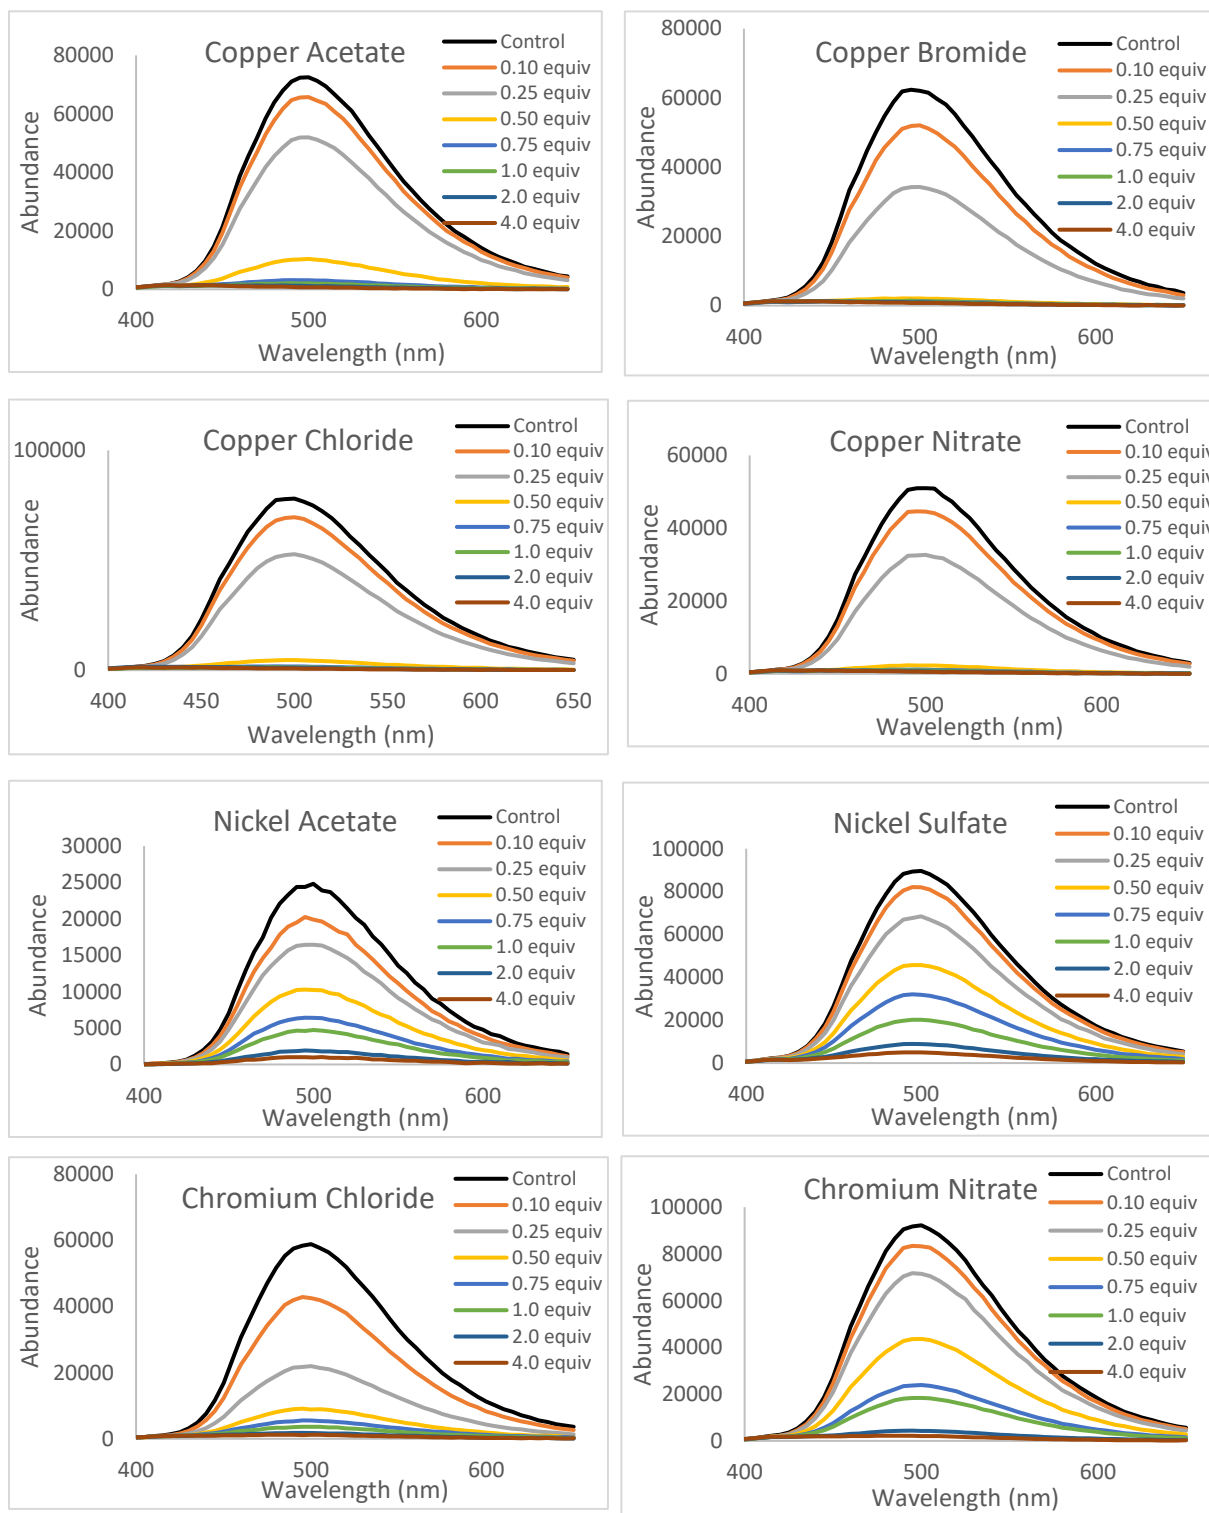 Copper Acetate
80000
60000
40000
20000
0
400
500
600
Abundance
Wavelength (nm)
Control
0.10 equiv
0.25 equiv
0.50 equiv
0.75 equiv
1.0 equiv
2.0 equiv
4.0 equiv
Copper Bromide
80000
60000
40000
20000
0
400
500
600
Abundance
Wavelength (nm)
Control
0.10 equiv
0.25 equiv
0.50 equiv
0.75 equiv
1.0 equiv
2.0 equiv
4.0 equiv
Copper Chloride
100000
0
400
450
500
550
600
650
Abundance
Wavelength (nm)
Control
0.10 equiv
0.25 equiv
0.50 equiv
0.75 equiv
1.0 equiv
2.0 equiv
4.0 equiv
Copper Nitrate
60000
40000
20000
0
400
500
600
Abundance
Wavelength (nm)
Control
0.10 equiv
0.25 equiv
0.50 equiv
0.75 equiv
1.0 equiv
2.0 equiv
4.0 equiv
Nickel Acetate
30000
25000
20000
15000
10000
5000
0
400
500
600
Abundance
Wavelength (nm)
Control
0.10 equiv
0.25 equiv
0.50 equiv
0.75 equiv
1.0 equiv
2.0 equiv
4.0 equiv
Nickel Sulfate
100000
80000
60000
40000
20000
0
400
500
600
Abundance
Wavelength (nm)
Control
0.10 equiv
0.25 equiv
0.50 equiv
0.75 equiv
1.0 equiv
2.0 equiv
4.0 equiv
Chromium Chloride
80000
60000
40000
20000
0
400
500
600
Abundance
Wavelength (nm)
Control
0.10 equiv
0.25 equiv
0.50 equiv
0.75 equiv
1.0 equiv
2.0 equiv
4.0 equiv
Chromium Nitrate
100000
80000
60000
40000
20000
0
400
500
600
Abundance
Wavelength (nm)
Control
0.10 equiv
0.25 equiv
0.50 equiv
0.75 equiv
1.0 equiv
2.0 equiv
4.0 equiv